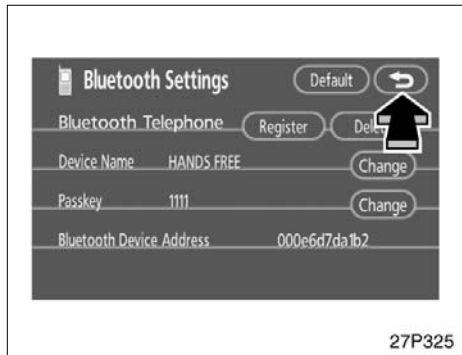 Bluetooth Settings Default
Bluetooth Telephone Register
Device Name HANDS FREE Change
Passkey 1111 Change
Bluetooth Device Address 000e6d7da1b2
27P325